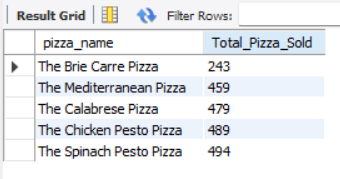 Result Grid Filter Rows:
pizza_name Total_Pizza_Sold
The Brie Carre Pizza 243
The Mediterranean Pizza 459
The Calabrese Pizza 479
The Chicken Pesto Pizza 489
The Spinach Pesto Pizza 494